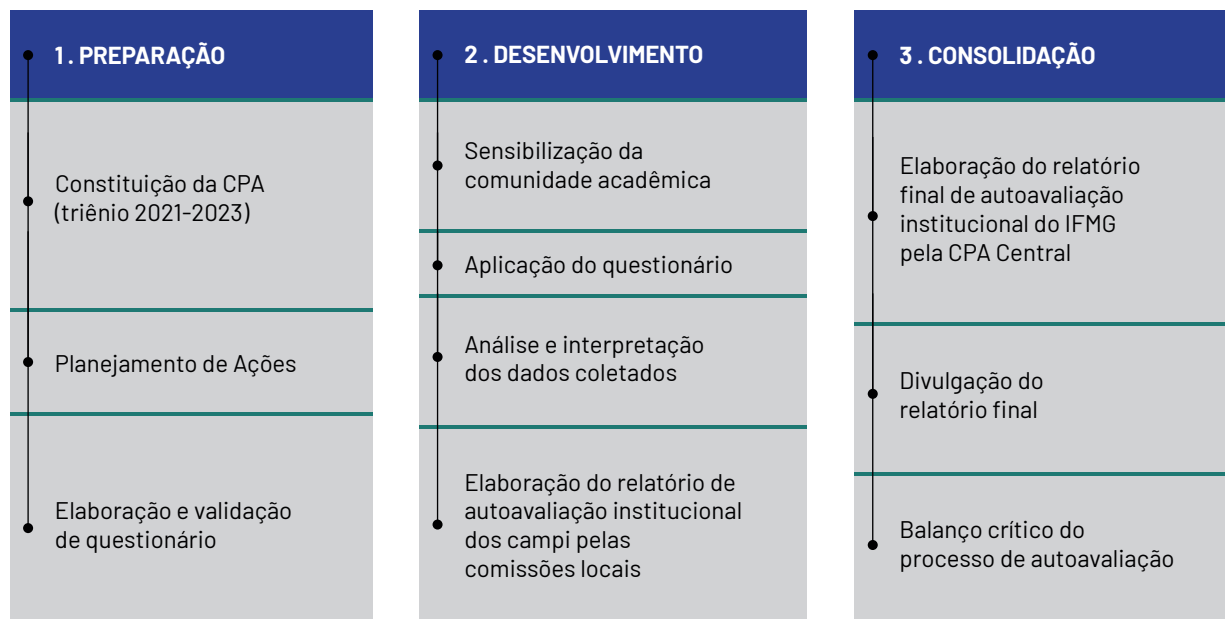 1 . PREPARAÇÃO
Constituição da CPA
(triênio 2021-2023)
Planejamento de Ações
Elaboração e validação
de questionário
2 . DESENVOLVIMENTO
Sensibilização da
comunidade acadêmica
Aplicação do questionário
Análise e interpretação
dos dados coletados
Elaboração do relatório de
autoavaliação institucional
dos campi pelas
comissões locais
3 . CONSOLIDAÇÃO
Elaboração do relatório
final de autoavaliação
institucional do IFMG
pela CPA Central
Divulgação do
relatório final
Balanço crítico do
processo de autoavaliação